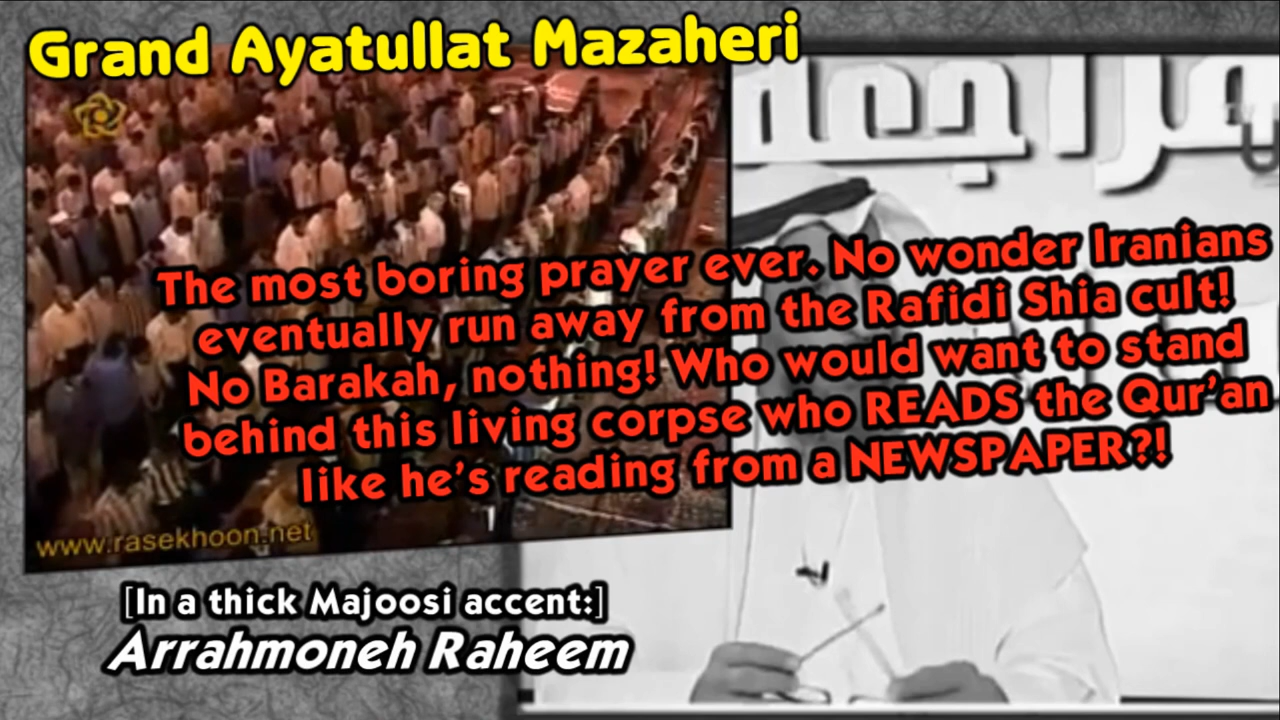 Grand Ayatullat Mazaheri
مراجعة
The most boring prayer ever. No wonder Iranians
eventually run away from the Rafidi Shia cult!
No Barakah, nothing! Who would want to stand
behind this living corpse who READS the Qur'an
like he's reading from a NEWSPAPER?!
www.rasekhoon.net
[In a thick Majoosi accent:]
Arrahmoneh Raheem